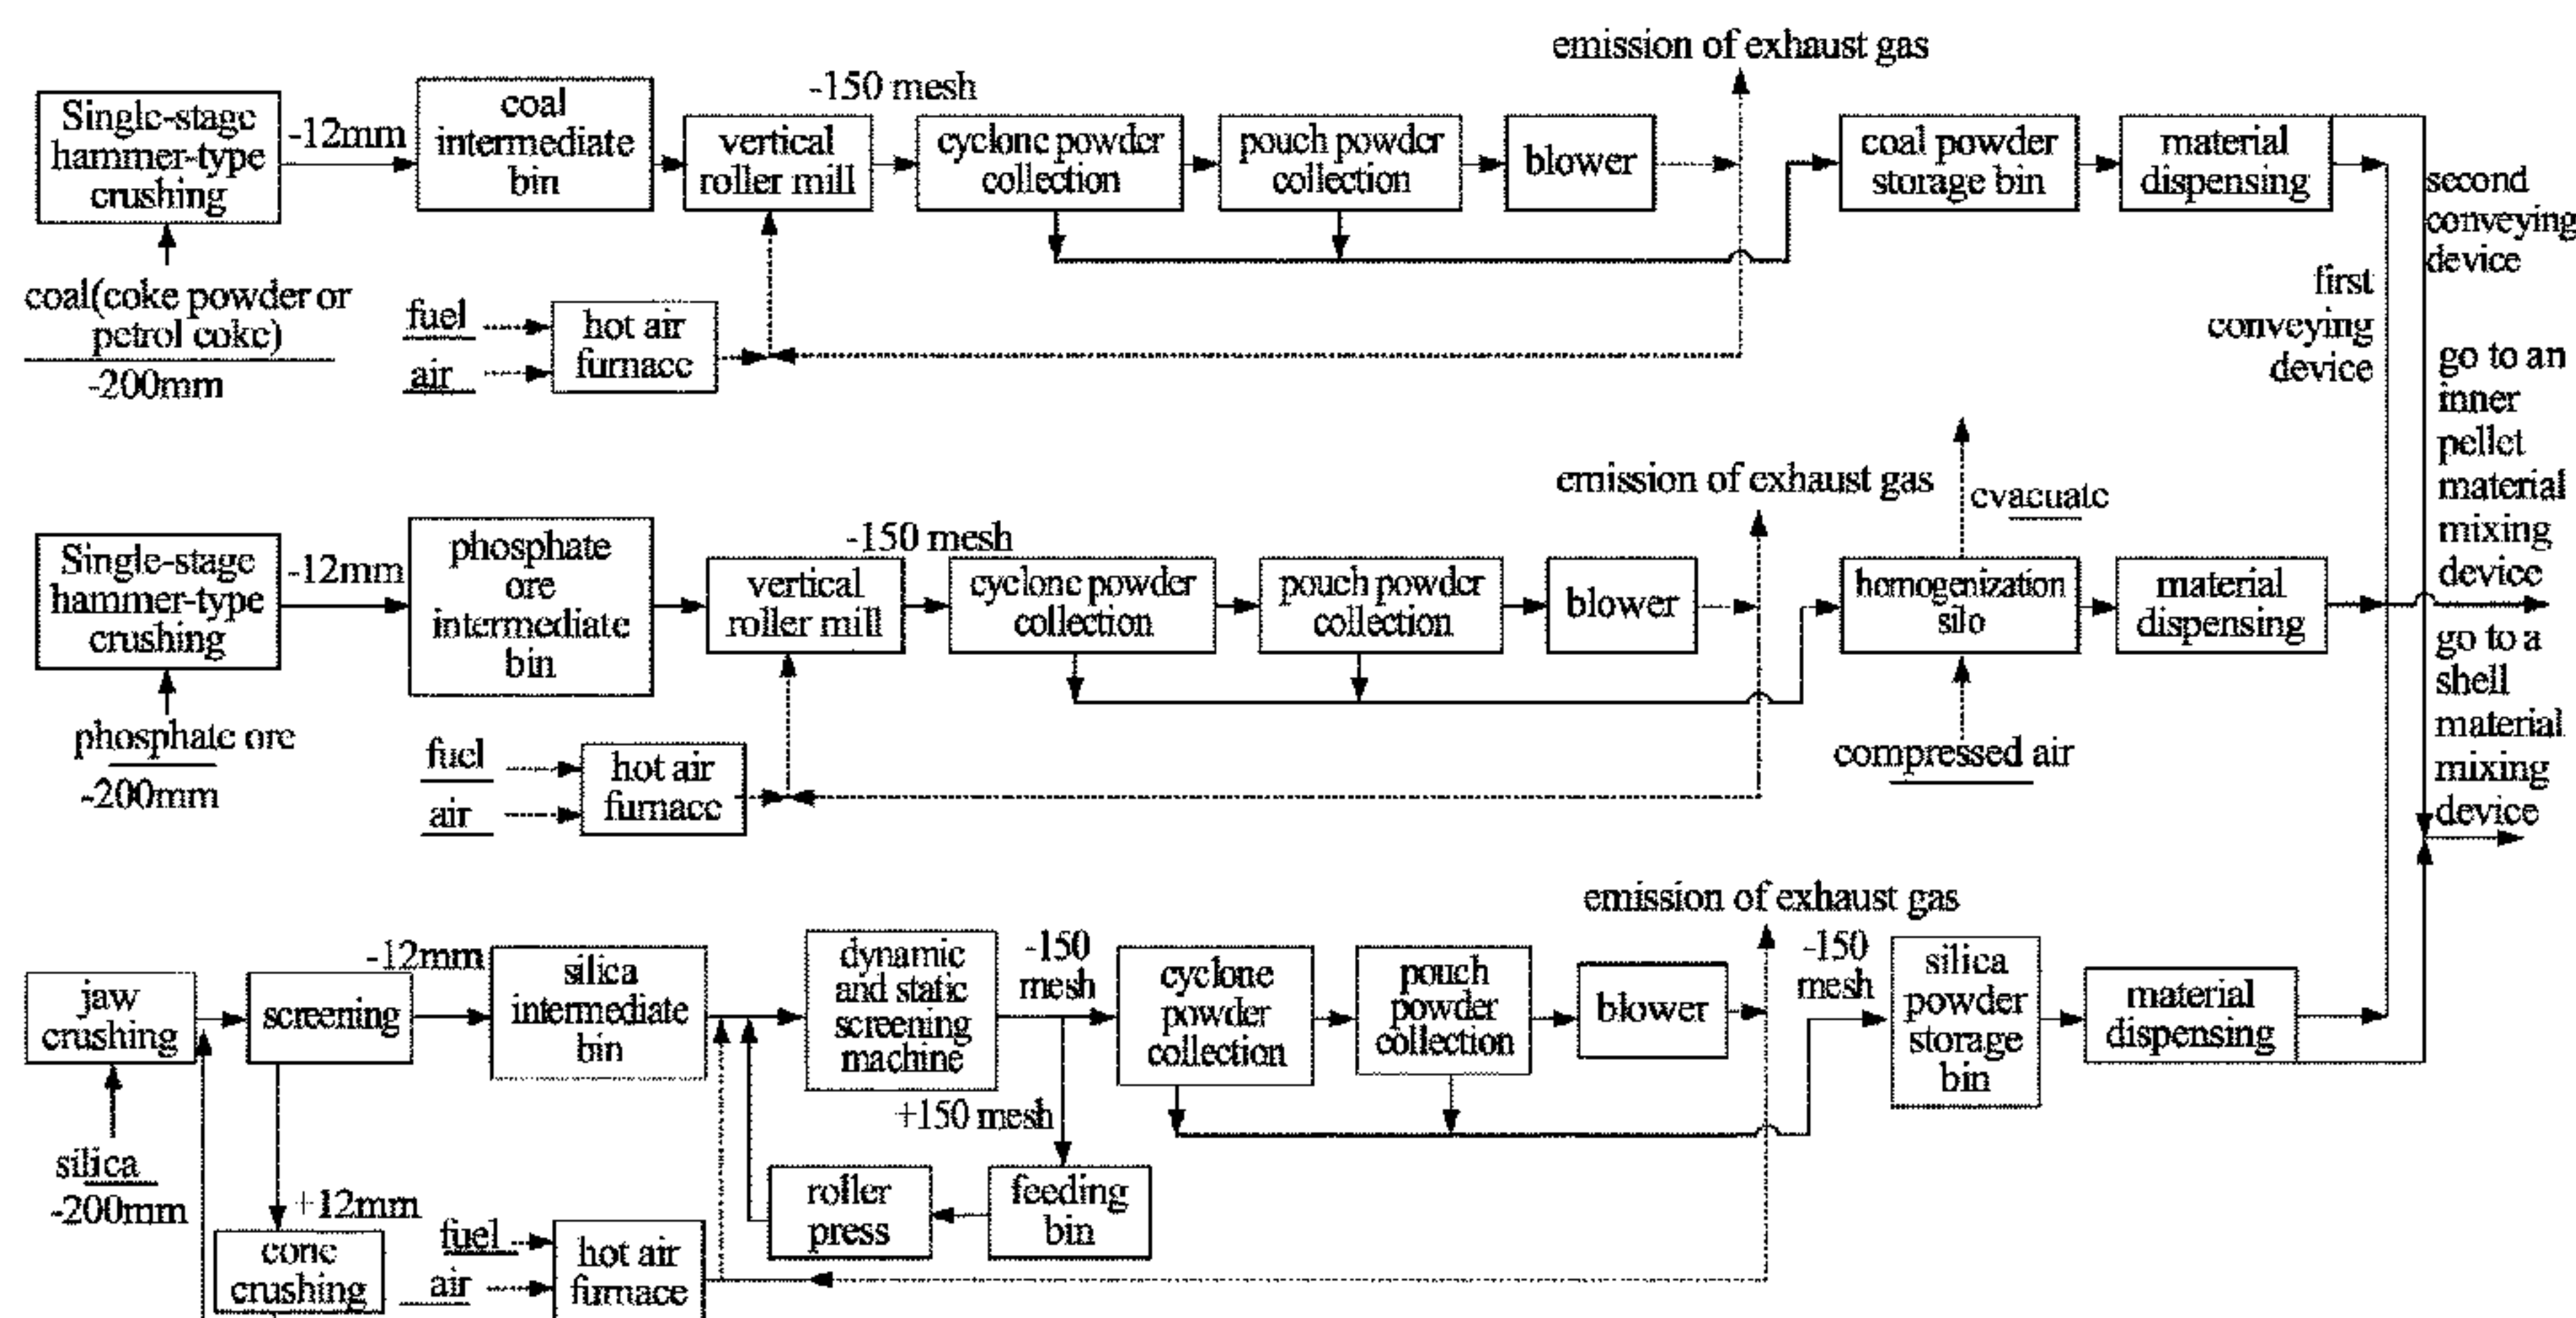 emission of exhaust gas
Single-stage
hammer-type
crushing
-12mm
coal
intermediate
bin
-150 mesh
vertical
roller mill
cyclone powder
collection
pouch powder
collection
blower
coal powder
storage bin
material
dispensing
second
conveying
device
coal(coke powder or
petrol coke)
-200mm
fuel
air
hot air
furnace
first
conveying
device
go to an
inner
pellet
material
mixing
device
emission of exhaust gas
evacuate
Single-stage
hammer-type
crushing
-12mm
phosphate
ore
intermediate
bin
-150 mesh
vertical
roller mill
cyclone powder
collection
pouch powder
collection
blower
homogenization
silo
material
dispensing
go to a
shell
material
mixing
device
phosphate ore
-200mm
fuel
air
hot air
furnace
compressed air
emission of exhaust gas
jaw
crushing
screening
-12mm
silica
intermediate
bin
dynamic
and static
screening
machine
-150
mesh
cyclone
powder
collection
pouch
powder
collection
blower
-150
mesh
silica
powder
storage
bin
material
dispensing
+150 mesh
silica
-200mm
+12mm
cone
crushing
fuel
air
hot air
furnace
roller
press
feeding
bin